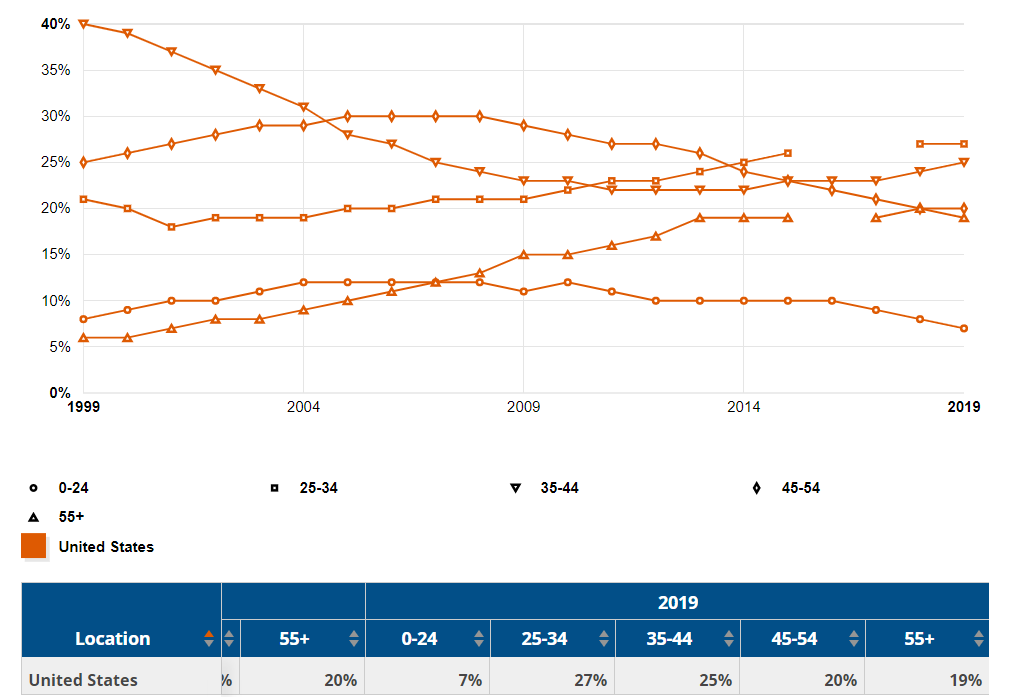 40%
35%
30%
25%
20%
15%
10%
5%
0%
1999 2004 2009 2014 2019
0-24 25-34 35-44 45-54
55+
United States
2019
Location 55+ 0-24 25-34 35-44 45-54 55+
United States % 20% 7% 27% 25% 20% 19%